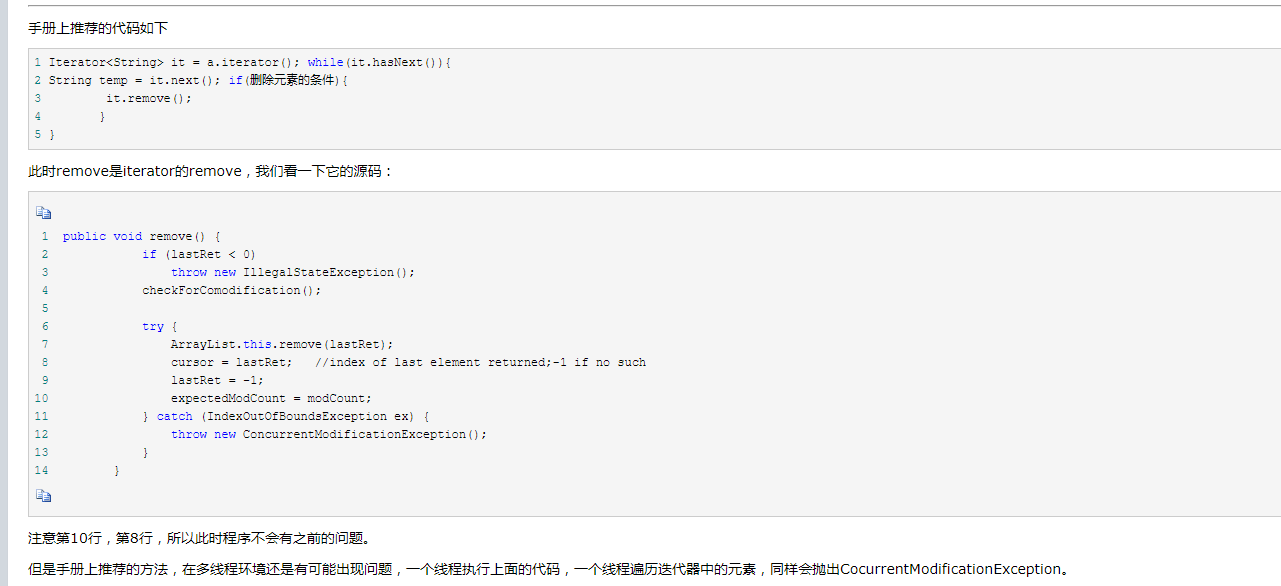 手册上推荐的代码如下
1 Iterator<String> it = a.iterator(); while(it.hasNext()){
2 String temp = it.next(); if(删除元素的条件){
3         it.remove();
4        }
5 }
此时remove是iterator的remove，我们看一下它的源码：
1  public void remove() {
2             if (lastRet < 0)
3                 throw new IllegalStateException();
4             checkForComodification();
5
6             try {
7                 ArrayList.this.remove(lastRet);
8                 cursor = lastRet;   //index of last element returned;-1 if no such
9                 lastRet = -1;
10                 expectedModCount = modCount;
11             } catch (IndexOutOfBoundsException ex) {
12                 throw new ConcurrentModificationException();
13             }
14         }
注意第10行，第8行，所以此时程序不会有之前的问题。
但是手册上推荐的方法，在多线程环境还是有可能出现问题，一个线程执行上面的代码，一个线程遍历迭代器中的元素，同样会抛出CocurrentModificationException。